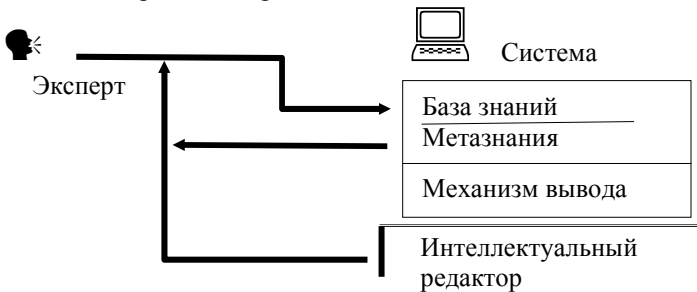 Система
Эксперт
База знаний
Метазнания
Механизм вывода
Интеллектуальный
редактор